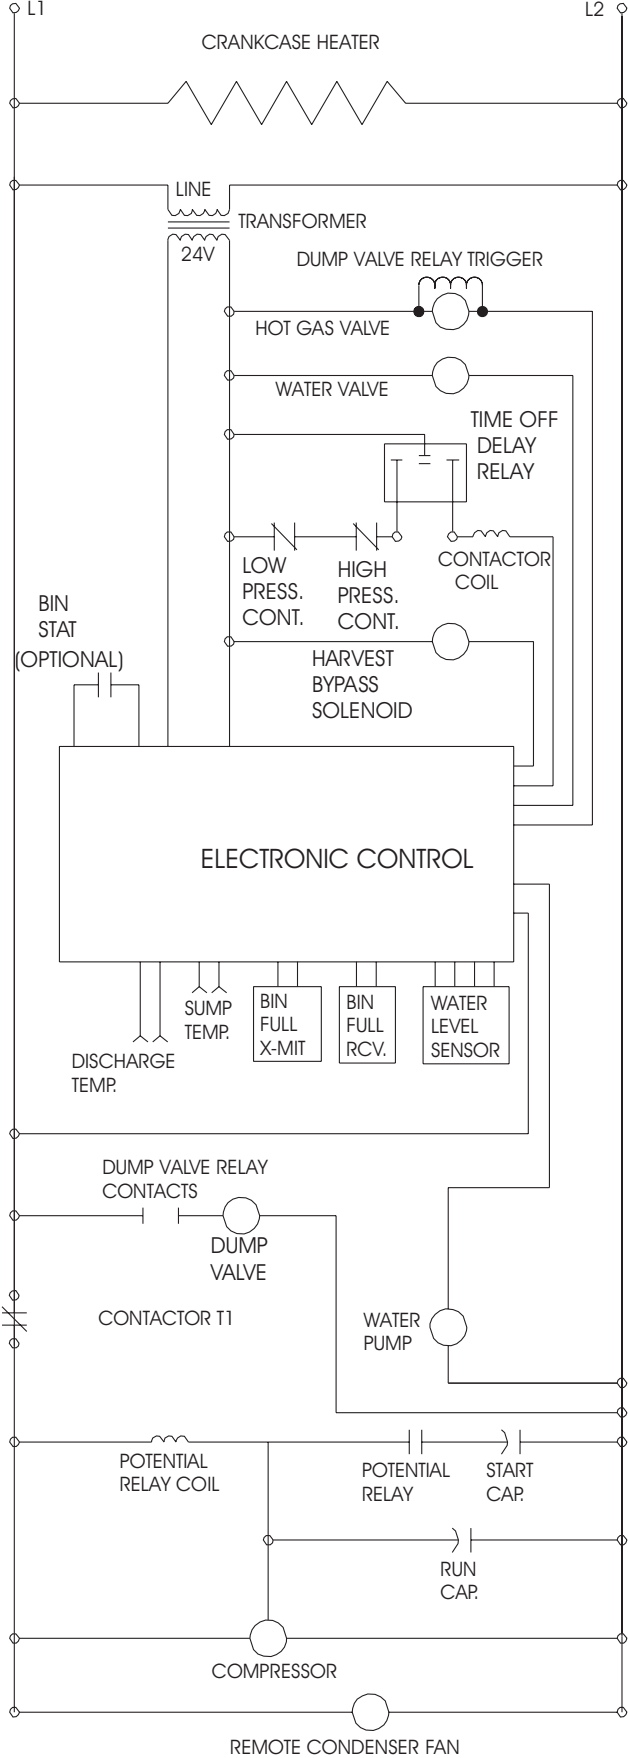 L1
L2
CRANKCASE HEATER
LINE
TRANSFORMER
24V
DUMP VALVE RELAY TRIGGER
HOT GAS VALVE
WATER VALVE
TIME OFF
DELAY
RELAY
LOW
PRESS.
CONT.
HIGH
PRESS.
CONT.
CONTACTOR
COIL
BIN
STAT
(OPTIONAL)
HARVEST
BYPASS
SOLENOID
ELECTRONIC CONTROL
DISCHARGE
TEMP.
SUMP
TEMP.
BIN
FULL
X-MIT
BIN
FULL
RCV.
WATER
LEVEL
SENSOR
DUMP VALVE RELAY
CONTACTS
DUMP
VALVE
CONTACTOR T1
WATER
PUMP
POTENTIAL
RELAY COIL
POTENTIAL
RELAY
START
CAP.
RUN
CAP.
COMPRESSOR
REMOTE CONDENSER FAN